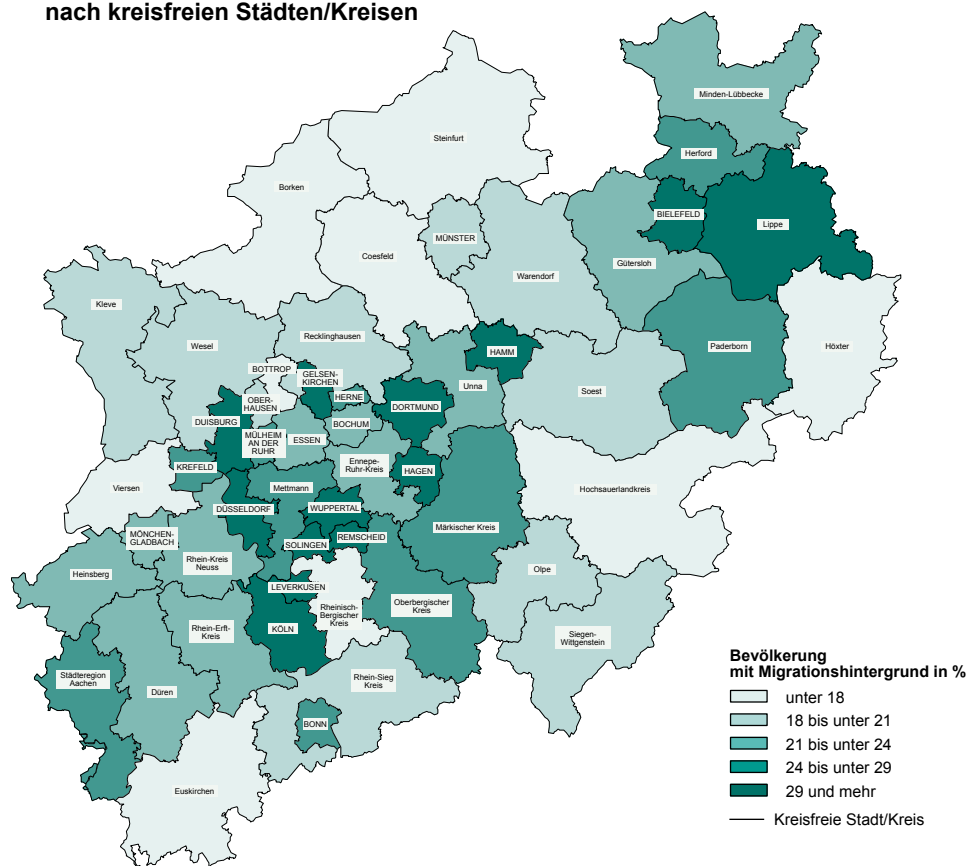 nach kreisfreien Städten/Kreisen
Minden-Lübbecke
Steinfurt
Herford
Borken
BIELEFELD
Lippe
MÜNSTER
Coesfeld
Gütersloh
Warendorf
Kleve
Recklinghausen
Wesel
HAMM
Paderborn
Höxter
BOTTROP
GELSEN-
KIRCHEN
Unna
Soest
OBER-
HAUSEN
HERNE
DORTMUND
DUISBURG
BOCHUM
MÜLHEIM
AN DER
RUHR
ESSEN
KREFELD
Ennepe-
Ruhr-Kreis
HAGEN
Viersen
Mettmann
Hochsauerlandkreis
DÜSSELDORF
WUPPERTAL
Märkischer Kreis
MÖNCHEN-
GLADBACH
SOLINGEN
REMSCHEID
Rhein-Kreis
Neuss
Heinsberg
Olpe
LEVERKUSEN
Rheinisch-
Bergischer
Kreis
Oberbergischer
Kreis
Rhein-Erft-
Kreis
KÖLN
Siegen-
Wittgenstein
Städteregion
Aachen
Düren
Rhein-Sieg
Kreis
BONN
Euskirchen
Bevölkerung
mit Migrationshintergrund in %
unter 18
18 bis unter 21
21 bis unter 24
24 bis unter 29
29 und mehr
Kreisfreie Stadt/Kreis